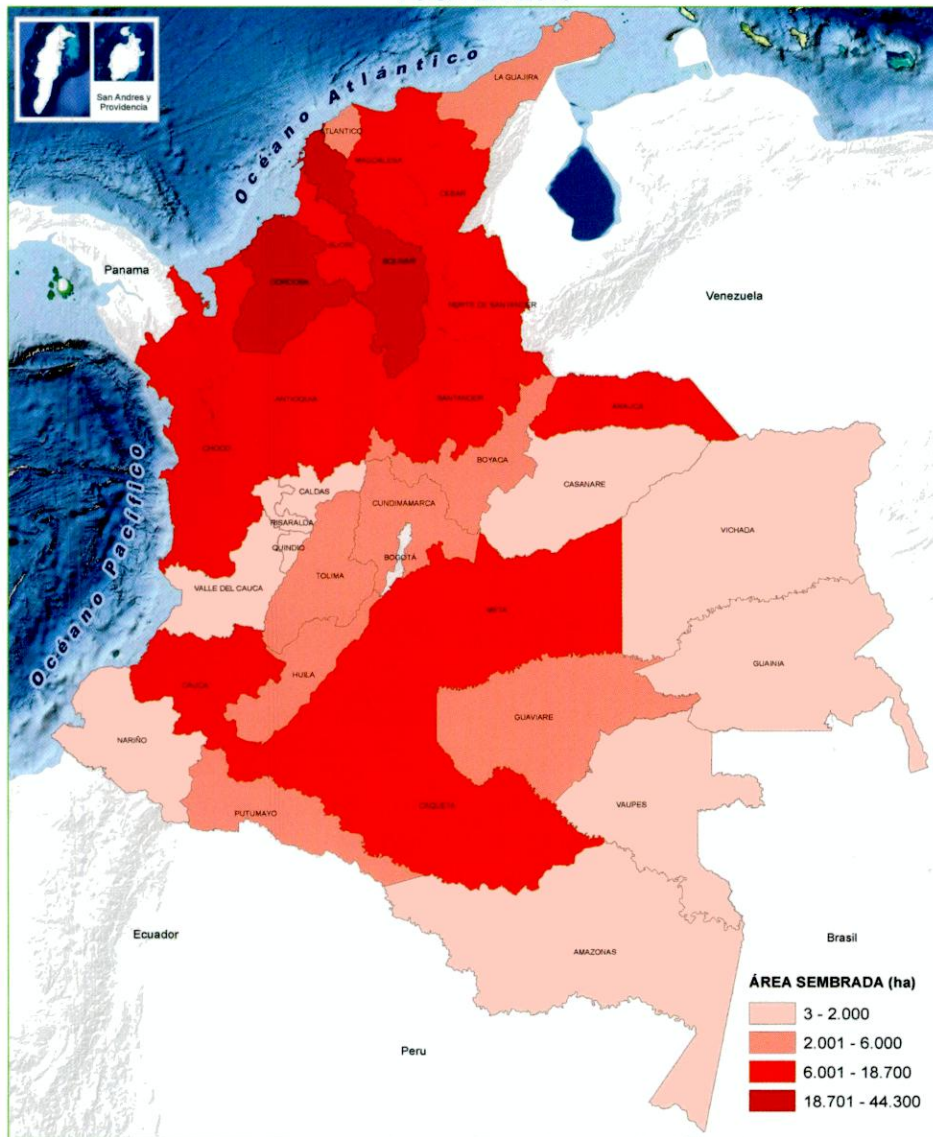 San Andres y
Providencia
Océano Atlántico
LA GUAJIRA
ATLANTICO
MAGDALENA
CESAR
SUCRE
BOLIVAR
Panama
CORDOBA
NORTE DE SANTANDER
Venezuela
ANTIOQUIA
SANTANDER
ARAUCA
CHOCO
BOYACA
Océano Pacífico
CALDAS
CASANARE
CUNDINAMARCA
RISARALDA
VICHADA
QUINDIO
BOGOTÁ
TOLIMA
VALLE DEL CAUCA
META
GUAINIA
HUILA
CAUCA
GUAVIARE
NARIÑO
VAUPES
CAQUETA
PUTUMAYO
Ecuador
Brasil
AMAZONAS
Peru
ÁREA SEMBRADA (ha)
3 - 2.000
2.001 - 6.000
6.001 - 18.700
18.701 - 44.300